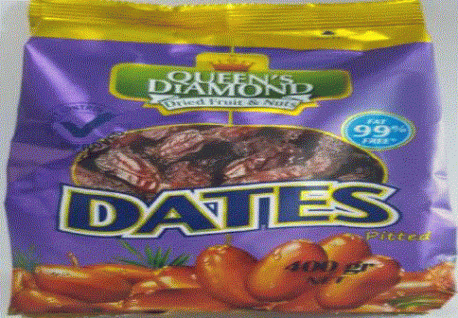 QUEEN'S
DIAMOND
Dried Fruit & Nuts
FAT
99%
FREE*
DATES
Pitted
400 gr
NET